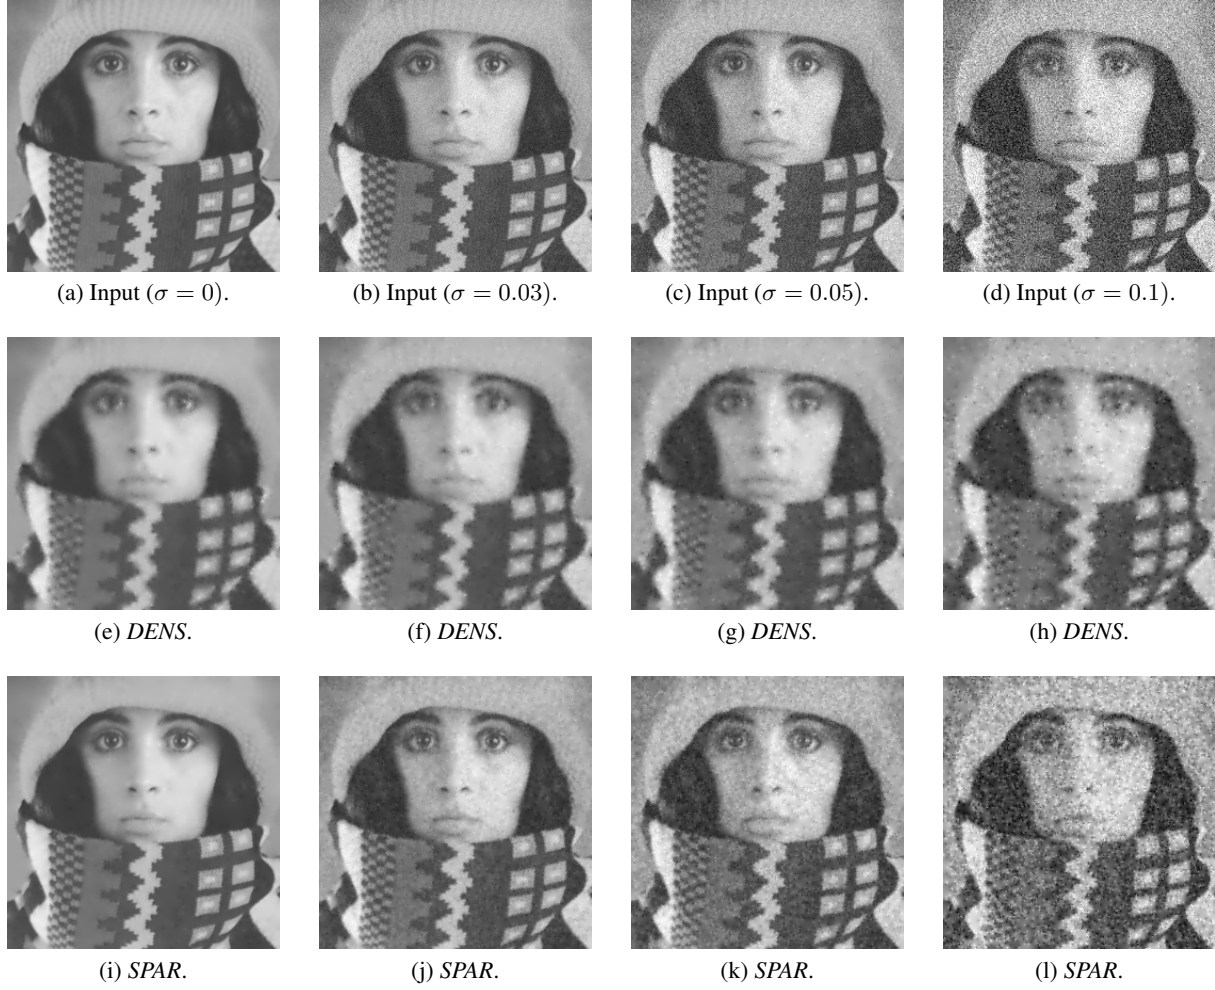 (a) Input (σ = 0).
(b) Input (σ = 0.03).
(c) Input (σ = 0.05).
(d) Input (σ = 0.1).
(e) DENS.
(f) DENS.
(g) DENS.
(h) DENS.
(i) SPAR.
(j) SPAR.
(k) SPAR.
(l) SPAR.